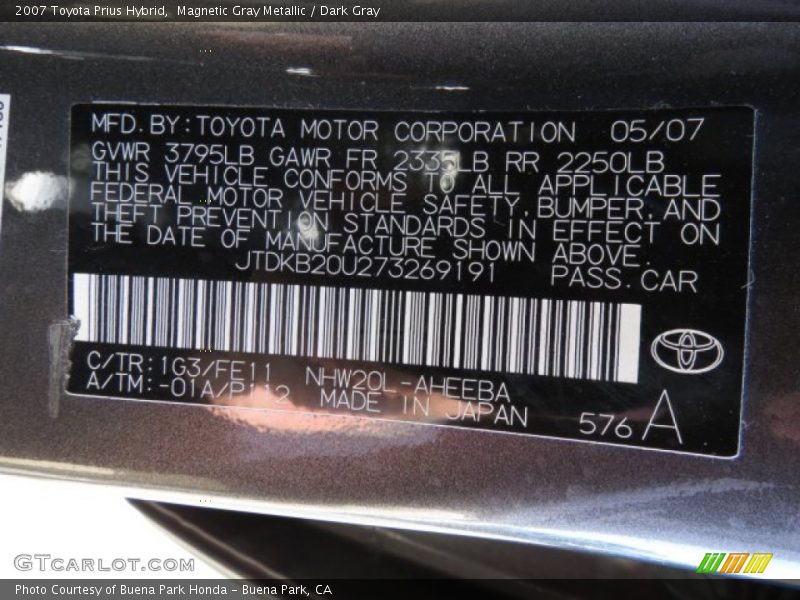 2007 Toyota Prius Hybrid,  Magnetic Gray Metallic / Dark Gray
MFD. BY: TOYOTA MOTOR CORPORATION 05/07
GVWR 3795LB GAWR FR 2335LB RR 2250LB
THIS VEHICLE CONFORMS TO ALL APPLICABLE
FEDERAL MOTOR VEHICLE SAFETY, BUMPER, AND
THEFT PREVENTION STANDARDS IN EFFECT ON
THE DATE OF MANUFACTURE SHOWN ABOVE.
JTDKB20U273269191 PASS. CAR
C/TR: 1G3/FE11 NHW20L-AHEEBA
A/TM: -01A/P112 MADE IN JAPAN
576 A
GTCARLOT.COM
Photo Courtesy of Buena Park Honda - Buena Park, CA